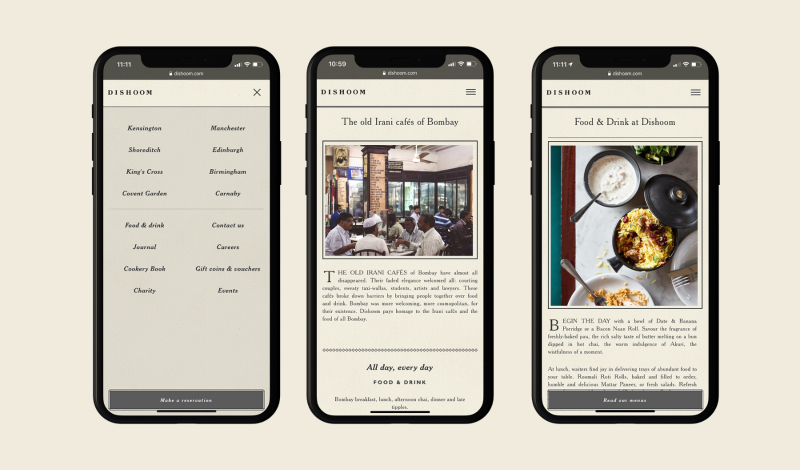 11:11
dishoom.com
DISHOOM
Kensington Manchester
Shoreditch Edinburgh
King's Cross Birmingham
Covent Garden Carnaby
Food & drink Contact us
Journal Careers
Cookery Book Gift coins & vouchers
Charity Events
Make a reservation
10:59
dishoom.com
DISHOOM
The old Irani cafés of Bombay
THE OLD IRANI CAFÉS of Bombay have almost all
disappeared. Their faded elegance welcomed all: courting
couples, sweaty taxi-wallas, students, artists and lawyers. These
cafés broke down barriers by bringing people together over food
and drink. Bombay was more welcoming, more cosmopolitan, for
their existence. Dishoom pays homage to the Irani cafés and the
food of all Bombay.
All day, every day
FOOD & DRINK
Bombay breakfast, lunch, afternoon chai, dinner and late
tipples.
11:11
dishoom.com
DISHOOM
Food & Drink at Dishoom
BEGIN THE DAY with a bowl of Date & Banana
Porridge or a Bacon Naan Roll. Savour the fragrance of
freshly-baked pau, the rich salty taste of butter melting on a bun
dipped in hot chai, the warm indulgence of Akuri, the
wistfulness of a moment.
At lunch, waiters find joy in delivering trays of abundant food to
your table. Roomali Roti Rolls, baked and filled to order,
humble and delicious Mattar Paneer, or fresh salads. Refresh
Read our menus